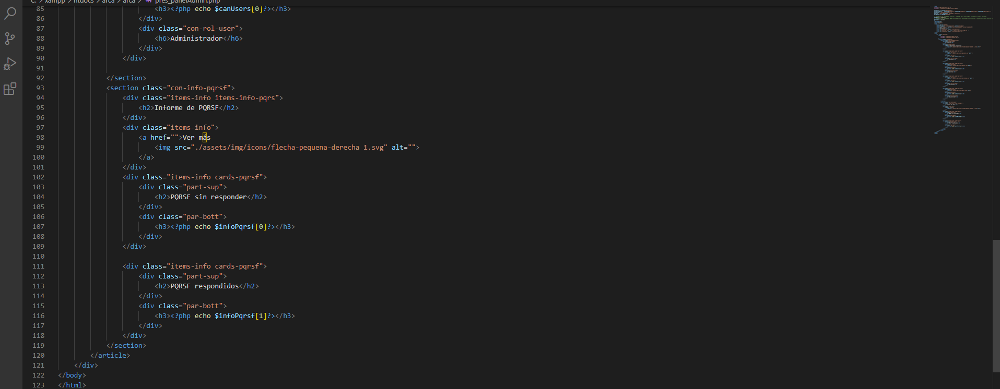 C: > xampp > htdocs > arca > arca > pres_panelAdmin.php
85 <h3><?php echo $canUsers[0]?></h3>
86 </div>
87 <div class="con-rol-user">
88 <h6>Administrador</h6>
89 </div>
90 </div>
91
92 </section>
93 <section class="con-info-pqrsf">
94 <div class="items-info items-info-pqrs">
95 <h2>Informe de PQRSF</h2>
96 </div>
97 <div class="items-info">
98 <a href="">Ver más
99 <img src="./assets/img/icons/flecha-pequena-derecha 1.svg" alt="">
100 </a>
101 </div>
102 <div class="items-info cards-pqrsf">
103 <div class="part-sup">
104 <h2>PQRSF sin responder</h2>
105 </div>
106 <div class="par-bott">
107 <h3><?php echo $infoPqrsf[0]?></h3>
108 </div>
109 </div>
110
111 <div class="items-info cards-pqrsf">
112 <div class="part-sup">
113 <h2>PQRSF respondidos</h2>
114 </div>
115 <div class="par-bott">
116 <h3><?php echo $infoPqrsf[1]?></h3>
117 </div>
118 </div>
119 </section>
120 </article>
121 </div>
122 </body>
123 </html>